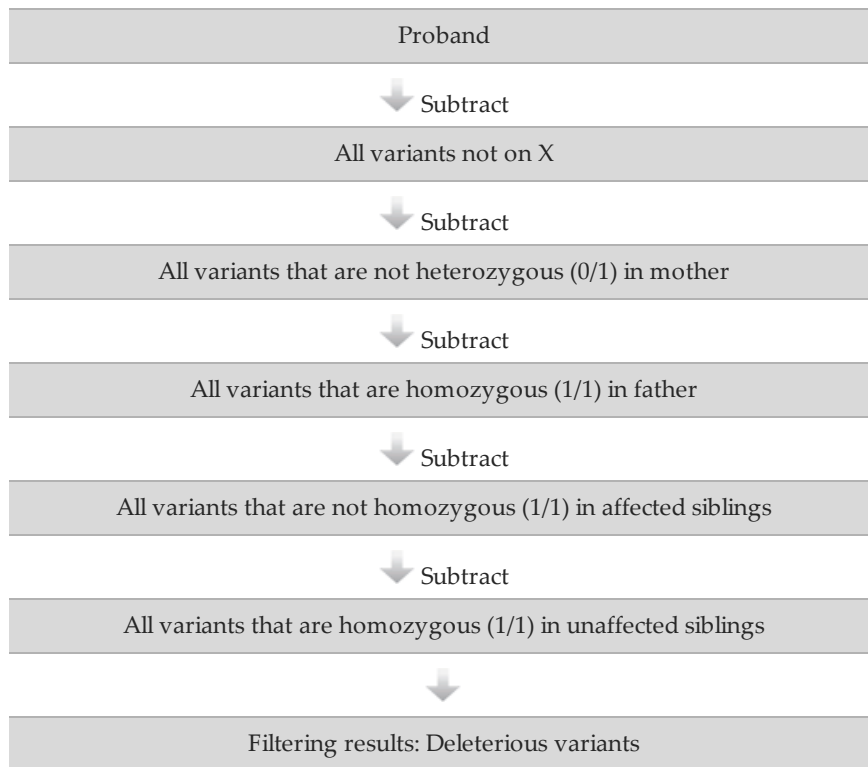 Proband
Subtract
All variants not on X
Subtract
All variants that are not heterozygous (0/1) in mother
Subtract
All variants that are homozygous (1/1) in father
Subtract
All variants that are not homozygous (1/1) in affected siblings
Subtract
All variants that are homozygous (1/1) in unaffected siblings
Filtering results: Deleterious variants